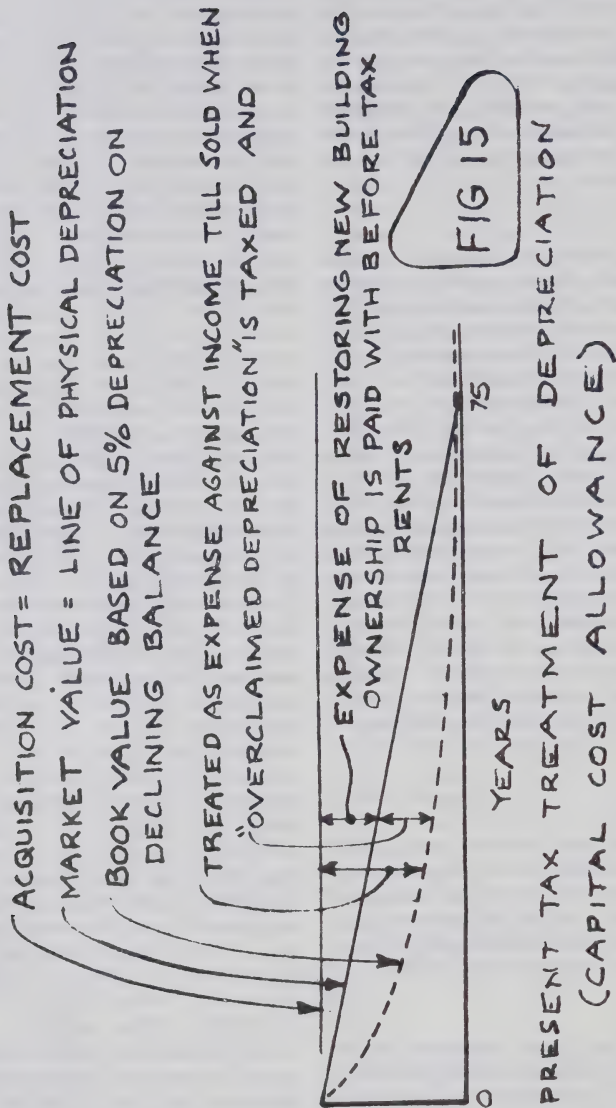 ACQUISITION COST = REPLACEMENT COST
MARKET VALUE = LINE OF PHYSICAL DEPRECIATION
BOOK VALUE BASED ON 5% DEPRECIATION ON
DECLINING BALANCE
TREATED AS EXPENSE AGAINST INCOME TILL SOLD WHEN
"OVERCLAIMED DEPRECIATION" IS TAXED AND
EXPENSE OF RESTORING NEW BUILDING
OWNERSHIP IS PAID WITH BEFORE TAX
RENTS
FIG 15
0
YEARS
75
PRESENT TAX TREATMENT OF DEPRECIATION
(CAPITAL COST ALLOWANCE)